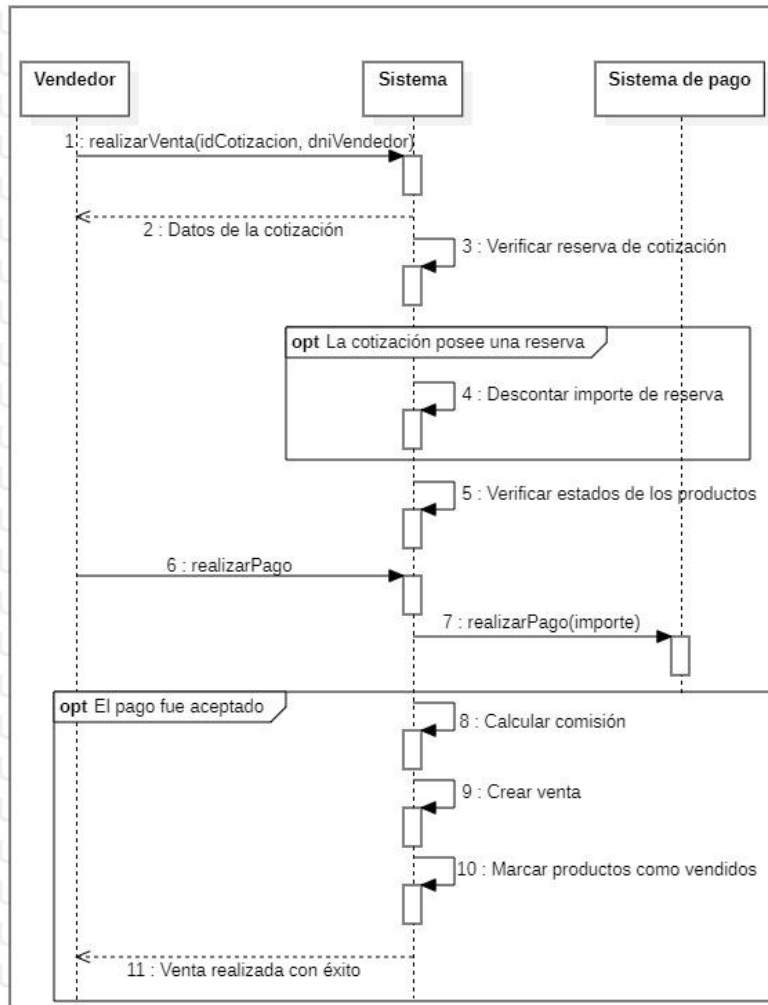 Vendedor
Sistema
Sistema de pago
1 : realizarVenta(idCotizacion, dniVendedor)
2 : Datos de la cotización
3 : Verificar reserva de cotización
opt La cotización posee una reserva
4 : Descontar importe de reserva
5 : Verificar estados de los productos
6 : realizarPago
7 : realizarPago(importe)
opt El pago fue aceptado
8 : Calcular comisión
9 : Crear venta
10 : Marcar productos como vendidos
11 : Venta realizada con éxito